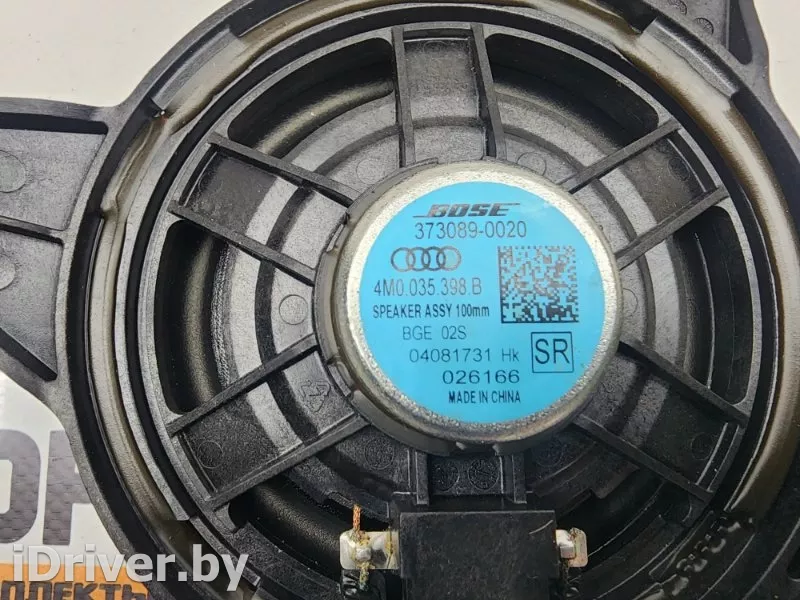 BOSE
373089-0020
4M0.035.398 B
SPEAKER ASSY 100mm
BGE 02S
04081731 Hk
SR
026166
MADE IN CHINA
iDriver.by